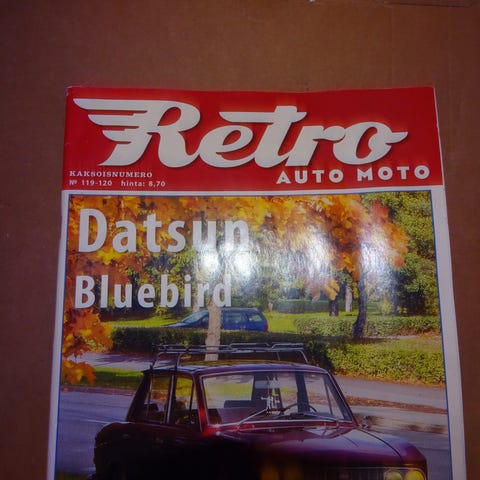 Retro
AUTO MOTO
KAKSOISNUMERO
Nº 119-120 hinta: 8,70
Datsun
Bluebird